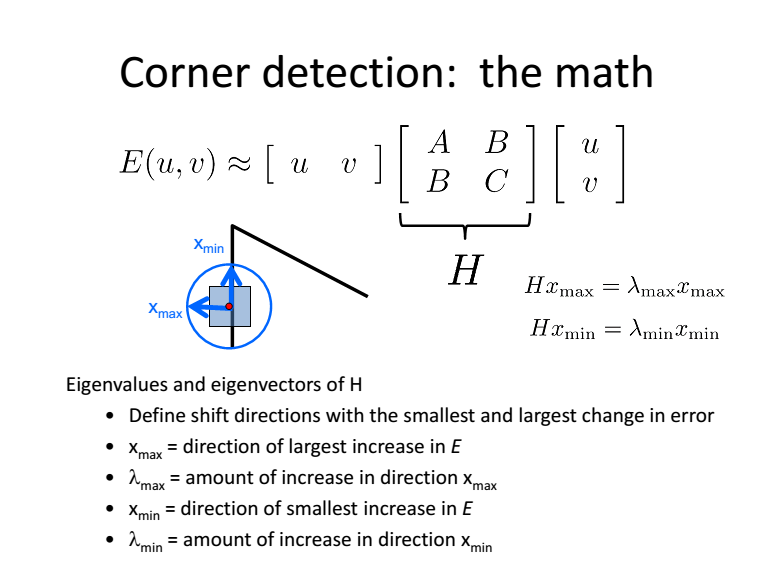 Corner detection:  the math
E(u, v) ≈ [ u v ] [ A B ] [ u ]
[ B C ] [ v ]
x_min
H
x_max
Hx_max = λ_max x_max
Hx_min = λ_min x_min
Eigenvalues and eigenvectors of H
• Define shift directions with the smallest and largest change in error
• x_max = direction of largest increase in E
• λ_max = amount of increase in direction x_max
• x_min = direction of smallest increase in E
• λ_min = amount of increase in direction x_min